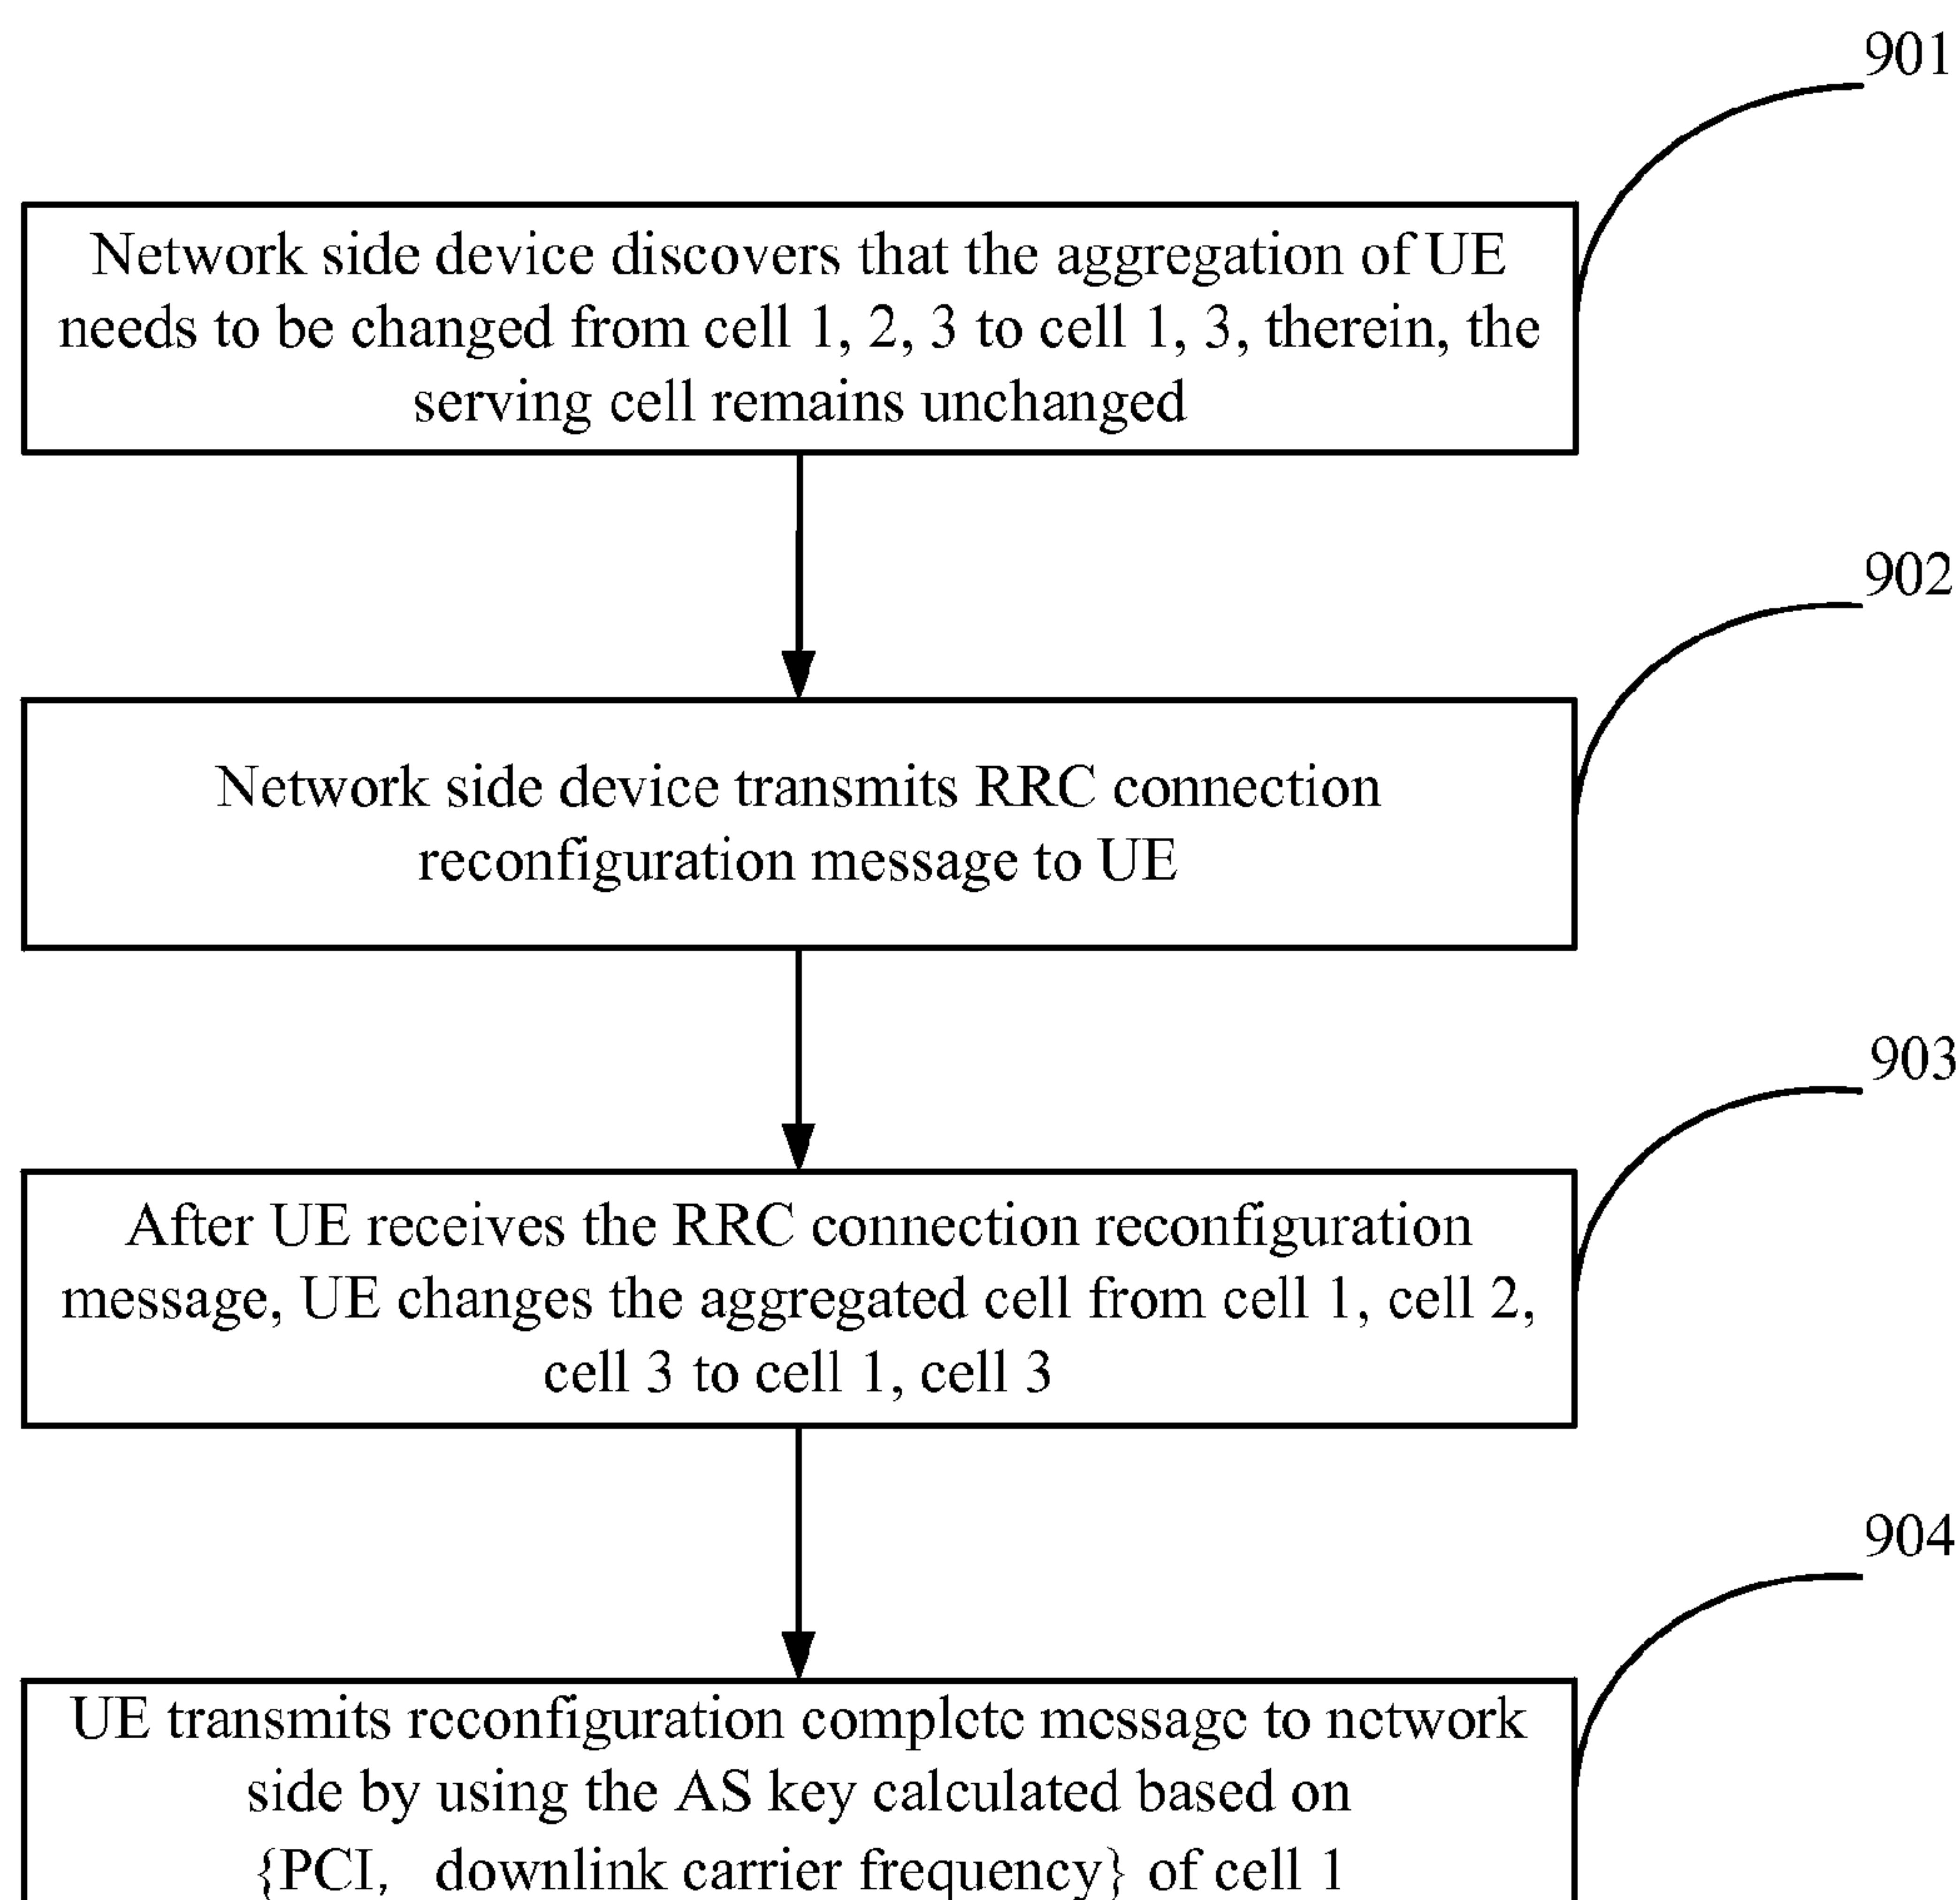 901
Network side device discovers that the aggregation of UE
needs to be changed from cell 1, 2, 3 to cell 1, 3, therein, the
serving cell remains unchanged
902
Network side device transmits RRC connection
reconfiguration message to UE
903
After UE receives the RRC connection reconfiguration
message, UE changes the aggregated cell from cell 1, cell 2,
cell 3 to cell 1, cell 3
904
UE transmits reconfiguration complete message to network
side by using the AS key calculated based on
{PCI, downlink carrier frequency} of cell 1